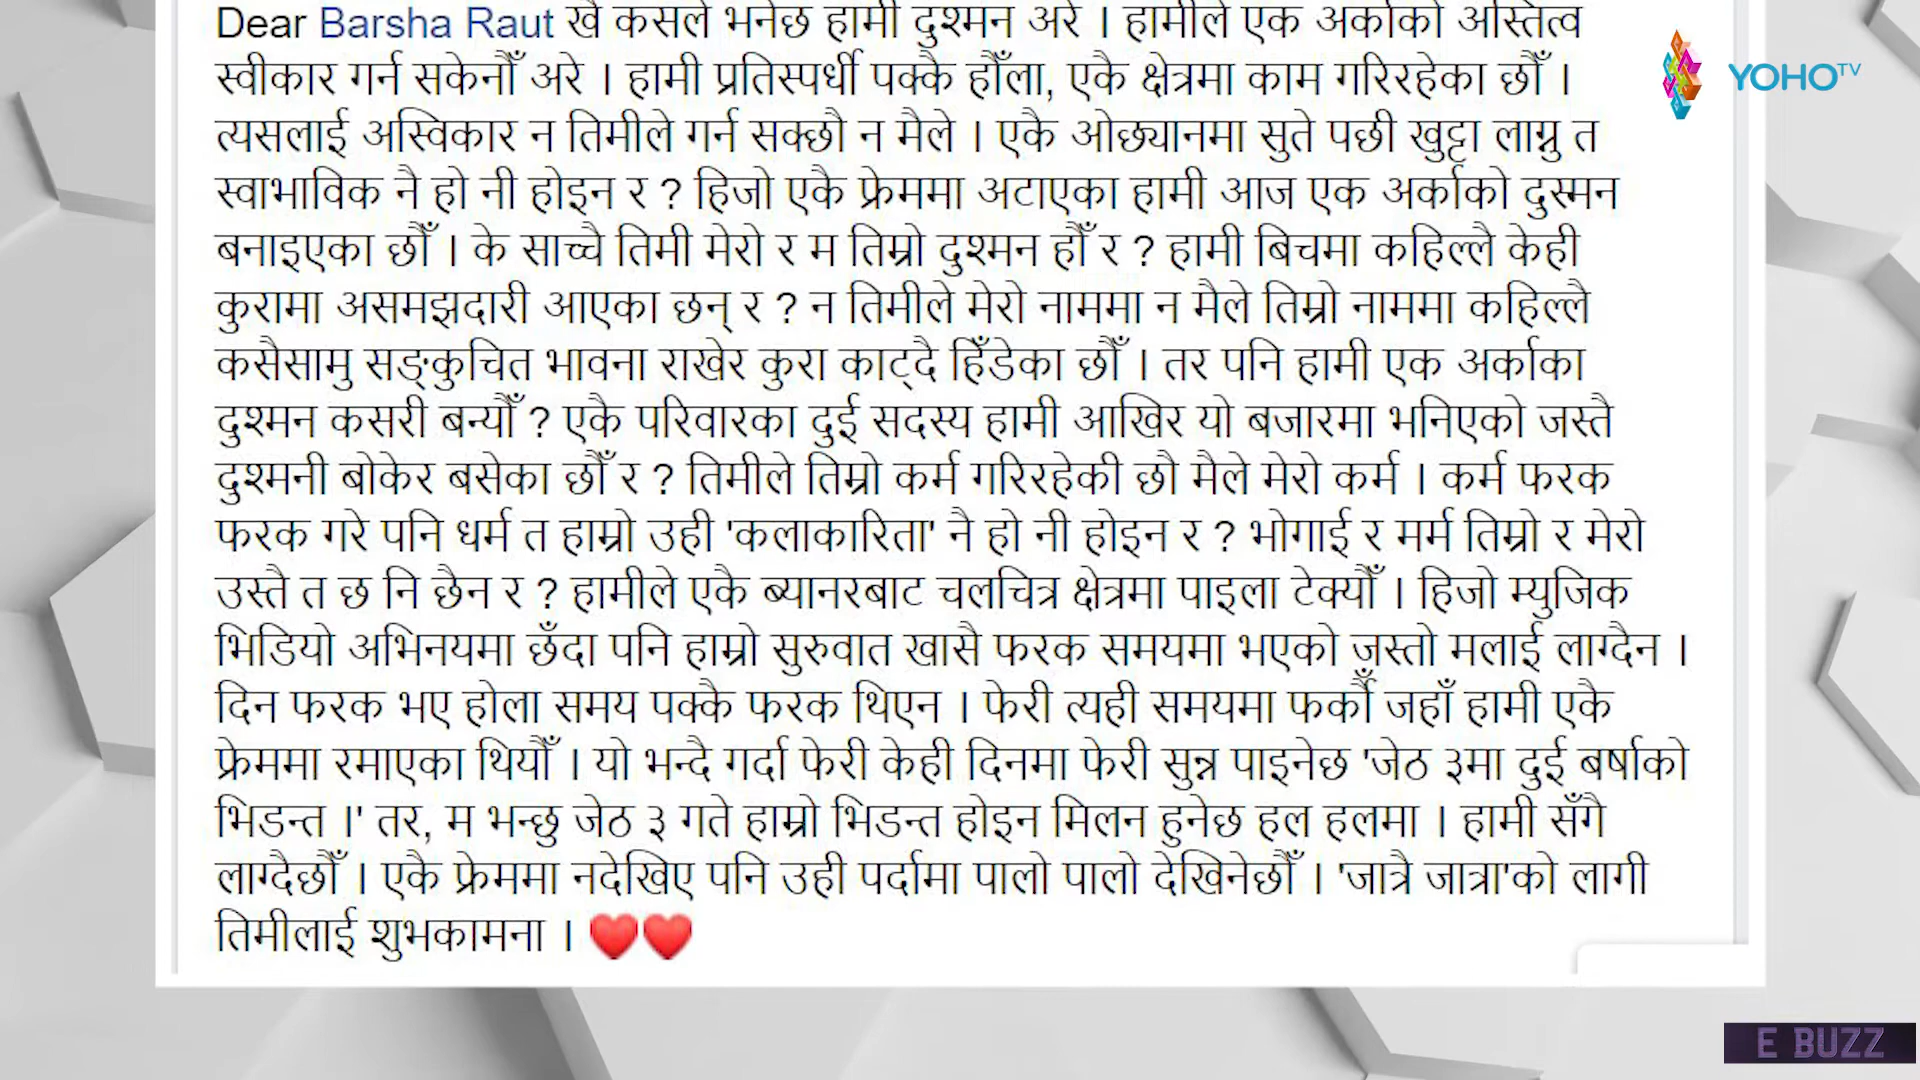 Dear Barsha Raut खै कसले भनेछ हामी दुश्मन अरे । हामीले एक अर्काको अस्तित्व
स्वीकार गर्न सकेनौँ अरे । हामी प्रतिस्पर्धी पक्कै हौँला, एकै क्षेत्रमा काम गरिरहेका छौँ ।
त्यसलाई अस्विकार न तिमीले गर्न सक्छौ न मैले । एकै ओछ्यानमा सुते पछी खुट्टा लाग्नु त
स्वाभाविक नै हो नी होइन र ? हिजो एकै फ्रेममा अटाएका हामी आज एक अर्काको दुस्मन
बनाइएका छौँ । के साच्चै तिमी मेरो र म तिम्रो दुश्मन हौँ र ? हामी बिचमा कहिल्लै केही
कुरामा असमझदारी आएका छन् र ? न तिमीले मेरो नाममा न मैले तिम्रो नाममा कहिल्लै
कसैसामु सङ्कुचित भावना राखेर कुरा काट्दै हिँडेका छौँ । तर पनि हामी एक अर्काका
दुश्मन कसरी बन्यौँ ? एकै परिवारका दुई सदस्य हामी आखिर यो बजारमा भनिएको जस्तै
दुश्मनी बोकेर बसेका छौँ र ? तिमीले तिम्रो कर्म गरिरहेकी छौ मैले मेरो कर्म । कर्म फरक
फरक गरे पनि धर्म त हाम्रो उही 'कलाकारिता' नै हो नी होइन र ? भोगाई र मर्म तिम्रो र मेरो
उस्तै त छ नि छैन र ? हामीले एकै ब्यानरबाट चलचित्र क्षेत्रमा पाइला टेक्यौँ । हिजो म्युजिक
भिडियो अभिनयमा छँदा पनि हाम्रो सुरुवात खासै फरक समयमा भएको जस्तो मलाई लाग्दैन ।
दिन फरक भए होला समय पक्कै फरक थिएन । फेरी त्यही समयमा फर्कौँ जहाँ हामी एकै
फ्रेममा रमाएका थियौँ । यो भन्दै गर्दा फेरी केही दिनमा फेरी सुन्न पाइनेछ 'जेठ ३मा दुई बर्षाको
भिडन्त ।' तर, म भन्छु जेठ ३ गते हाम्रो भिडन्त होइन मिलन हुनेछ हल हलमा । हामी सँगै
लाग्दैछौँ । एकै फ्रेममा नदेखिए पनि उही पर्दामा पालो पालो देखिनेछौँ । 'जात्रै जात्रा'को लागी
तिमीलाई शुभकामना । ❤️❤️
YOHO TV
E BUZZ